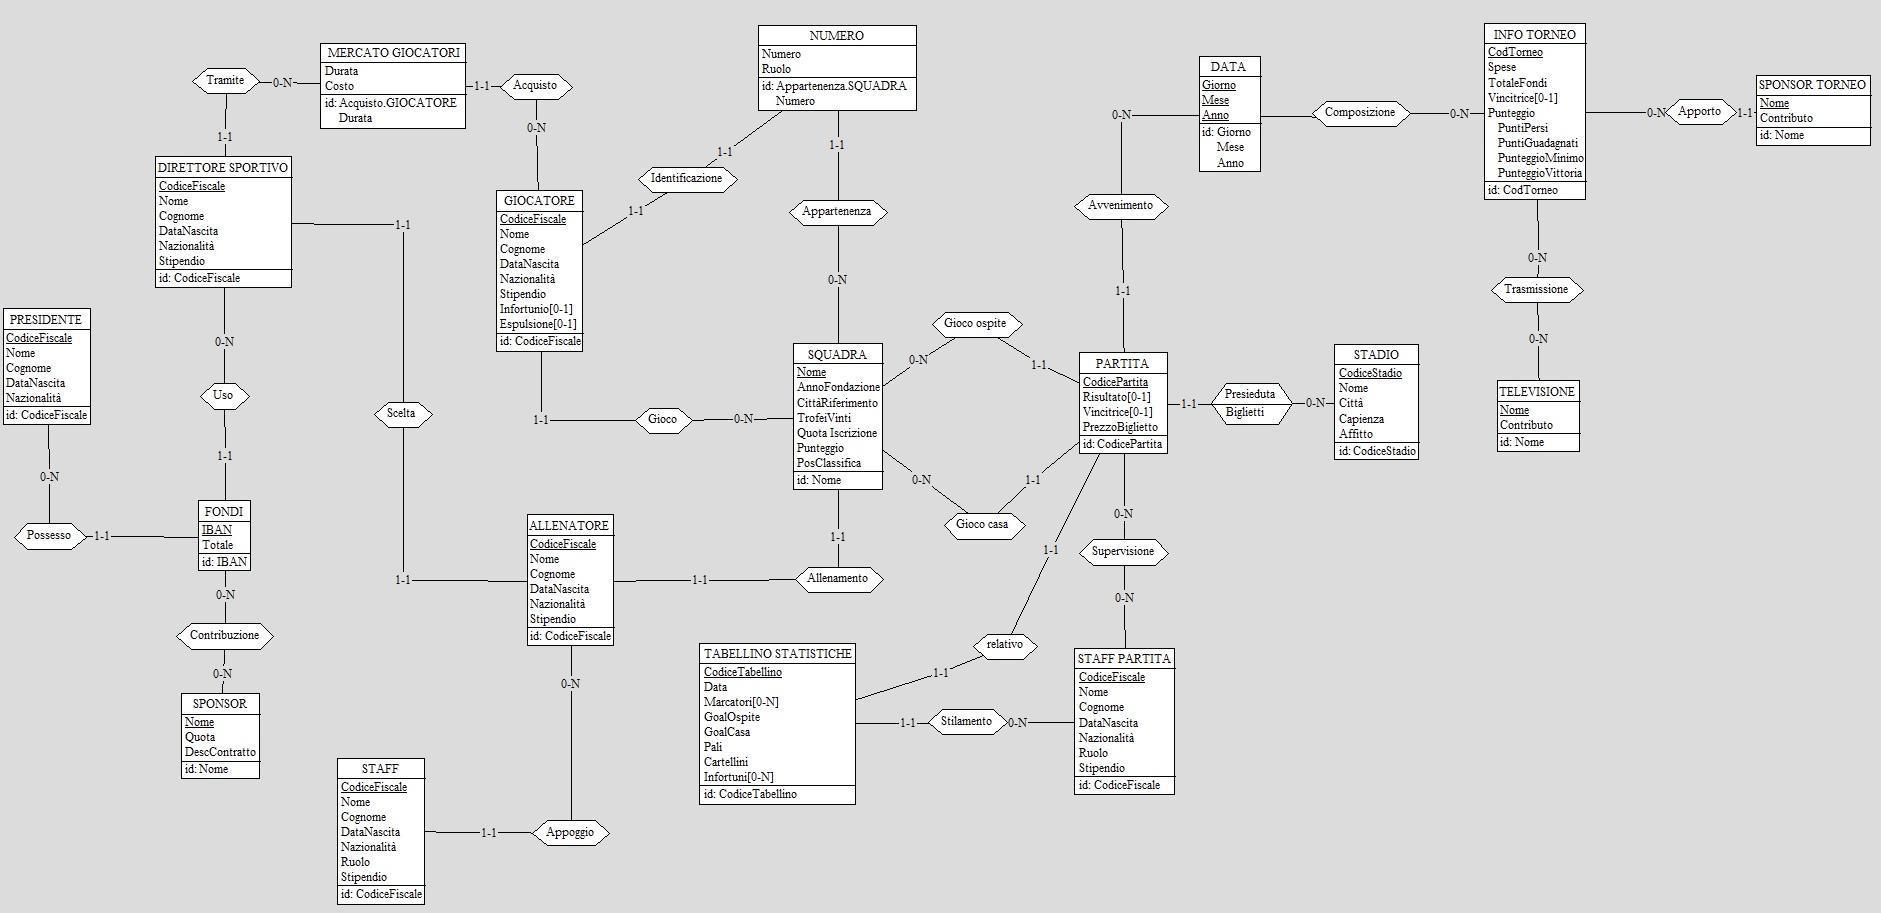 MERCATO GIOCATORI
Durata
Costo
id: Acquisto.GIOCATORE
Durata
Tramite
0-N
1-1
Acquisto
0-N
1-1
NUMERO
Numero
Ruolo
id: Appartenenza.SQUADRA
Numero
1-1
Identificazione
1-1
1-1
Appartenenza
0-N
DATA
Giorno
Mese
Anno
id: Giorno
Mese
Anno
0-N
Avvenimento
1-1
Composizione
0-N
INFO TORNEO
CodTorneo
Spese
TotaleFondi
Vincitrice[0-1]
Punteggio
PuntiPersi
PuntiGuadagnati
PunteggioMinimo
PunteggioVittoria
id: CodTorneo
0-N
Apporto
1-1
SPONSOR TORNEO
Nome
Contributo
id: Nome
0-N
Trasmissione
0-N
TELEVISIONE
Nome
Contributo
id: Nome
DIRETTORE SPORTIVO
CodiceFiscale
Nome
Cognome
DataNascita
Nazionalità
Stipendio
id: CodiceFiscale
1-1
Scelta
1-1
0-N
Uso
1-1
GIOCATORE
CodiceFiscale
Nome
Cognome
DataNascita
Nazionalità
Stipendio
Infortunio[0-1]
Espulsione[0-1]
id: CodiceFiscale
1-1
Gioco
0-N
PRESIDENTE
CodiceFiscale
Nome
Cognome
DataNascita
Nazionalità
id: CodiceFiscale
0-N
Possesso
1-1
FONDI
IBAN
Totale
id: IBAN
0-N
Contribuzione
0-N
SPONSOR
Nome
Quota
DescContratto
id: Nome
SQUADRA
Nome
AnnoFondazione
CittàRiferimento
TrofeiVinti
Quota Iscrizione
Punteggio
PosClassifica
id: Nome
0-N
Gioco ospite
1-1
0-N
Gioco casa
1-1
1-1
Allenamento
1-1
PARTITA
CodicePartita
Risultato[0-1]
Vincitrice[0-1]
PrezzoBiglietto
id: CodicePartita
1-1
Presieduta
Biglietti
0-N
STADIO
CodiceStadio
Nome
Città
Capienza
Affitto
id: CodiceStadio
0-N
Supervisione
0-N
1-1
relativo
1-1
ALLENATORE
CodiceFiscale
Nome
Cognome
DataNascita
Nazionalità
Stipendio
id: CodiceFiscale
0-N
Appoggio
1-1
STAFF
CodiceFiscale
Nome
Cognome
DataNascita
Nazionalità
Ruolo
Stipendio
id: CodiceFiscale
TABELLINO STATISTICHE
CodiceTabellino
Data
Marcatori[0-N]
GoalOspite
GoalCasa
Pali
Cartellini
Infortuni[0-N]
id: CodiceTabellino
1-1
Stilamento
0-N
STAFF PARTITA
CodiceFiscale
Nome
Cognome
DataNascita
Nazionalità
Ruolo
Stipendio
id: CodiceFiscale